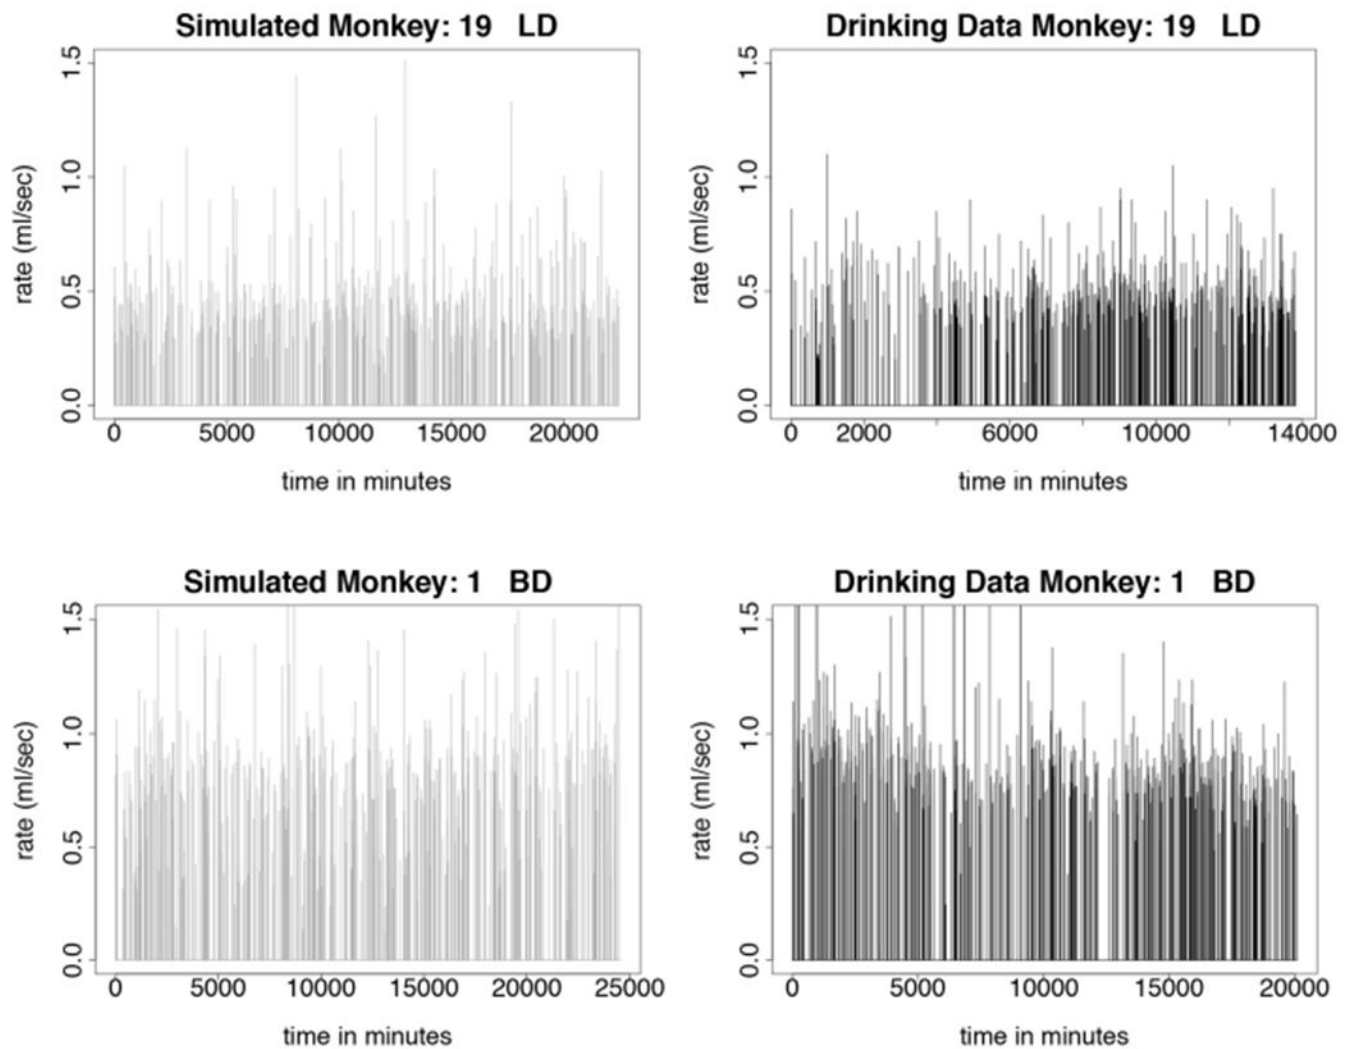 Simulated Monkey: 19 LD
1.5
1.0
0.5
0.0
rate (ml/sec)
0 5000 10000 15000 20000
time in minutes
Drinking Data Monkey: 19 LD
1.5
1.0
0.5
0.0
rate (ml/sec)
0 2000 6000 10000 14000
time in minutes
Simulated Monkey: 1 BD
1.5
1.0
0.5
0.0
rate (ml/sec)
0 5000 10000 15000 20000 25000
time in minutes
Drinking Data Monkey: 1 BD
1.5
1.0
0.5
0.0
rate (ml/sec)
0 5000 10000 15000 20000
time in minutes